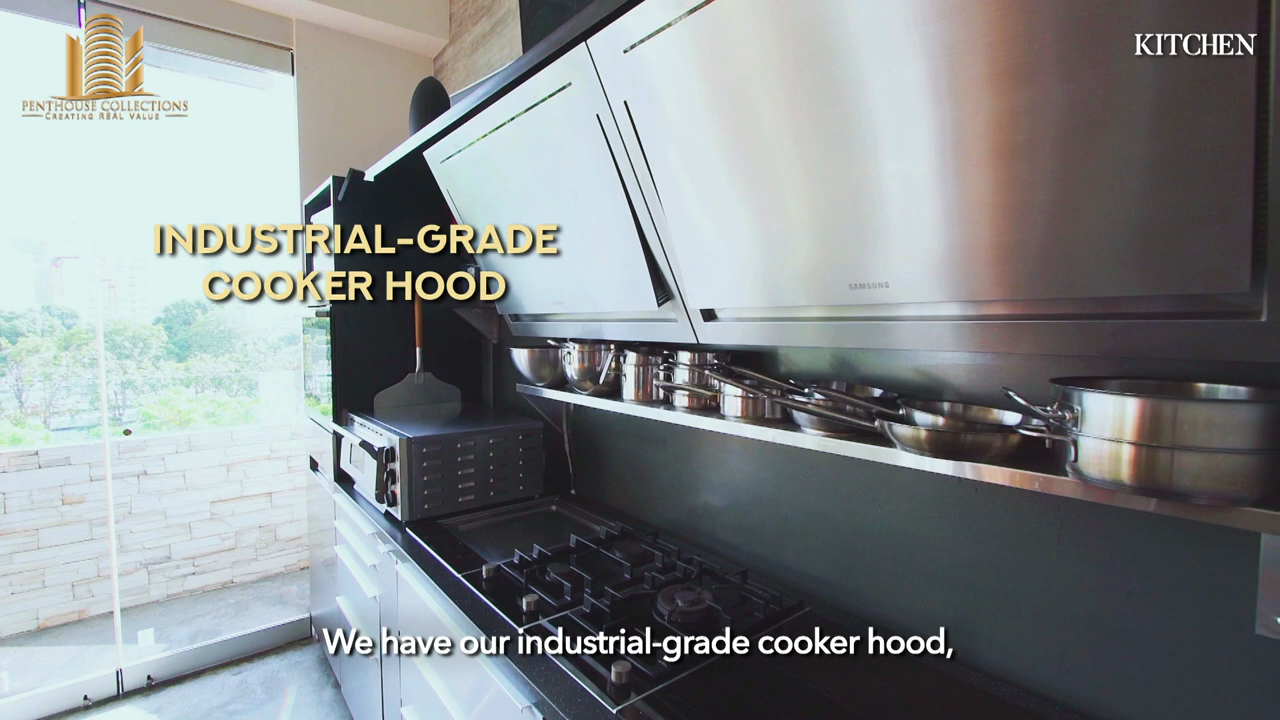 PENTHOUSE COLLECTIONS
CREATING REAL VALUE
KITCHEN
INDUSTRIAL-GRADE
COOKER HOOD
SAMSUNG
We have our industrial-grade cooker hood,